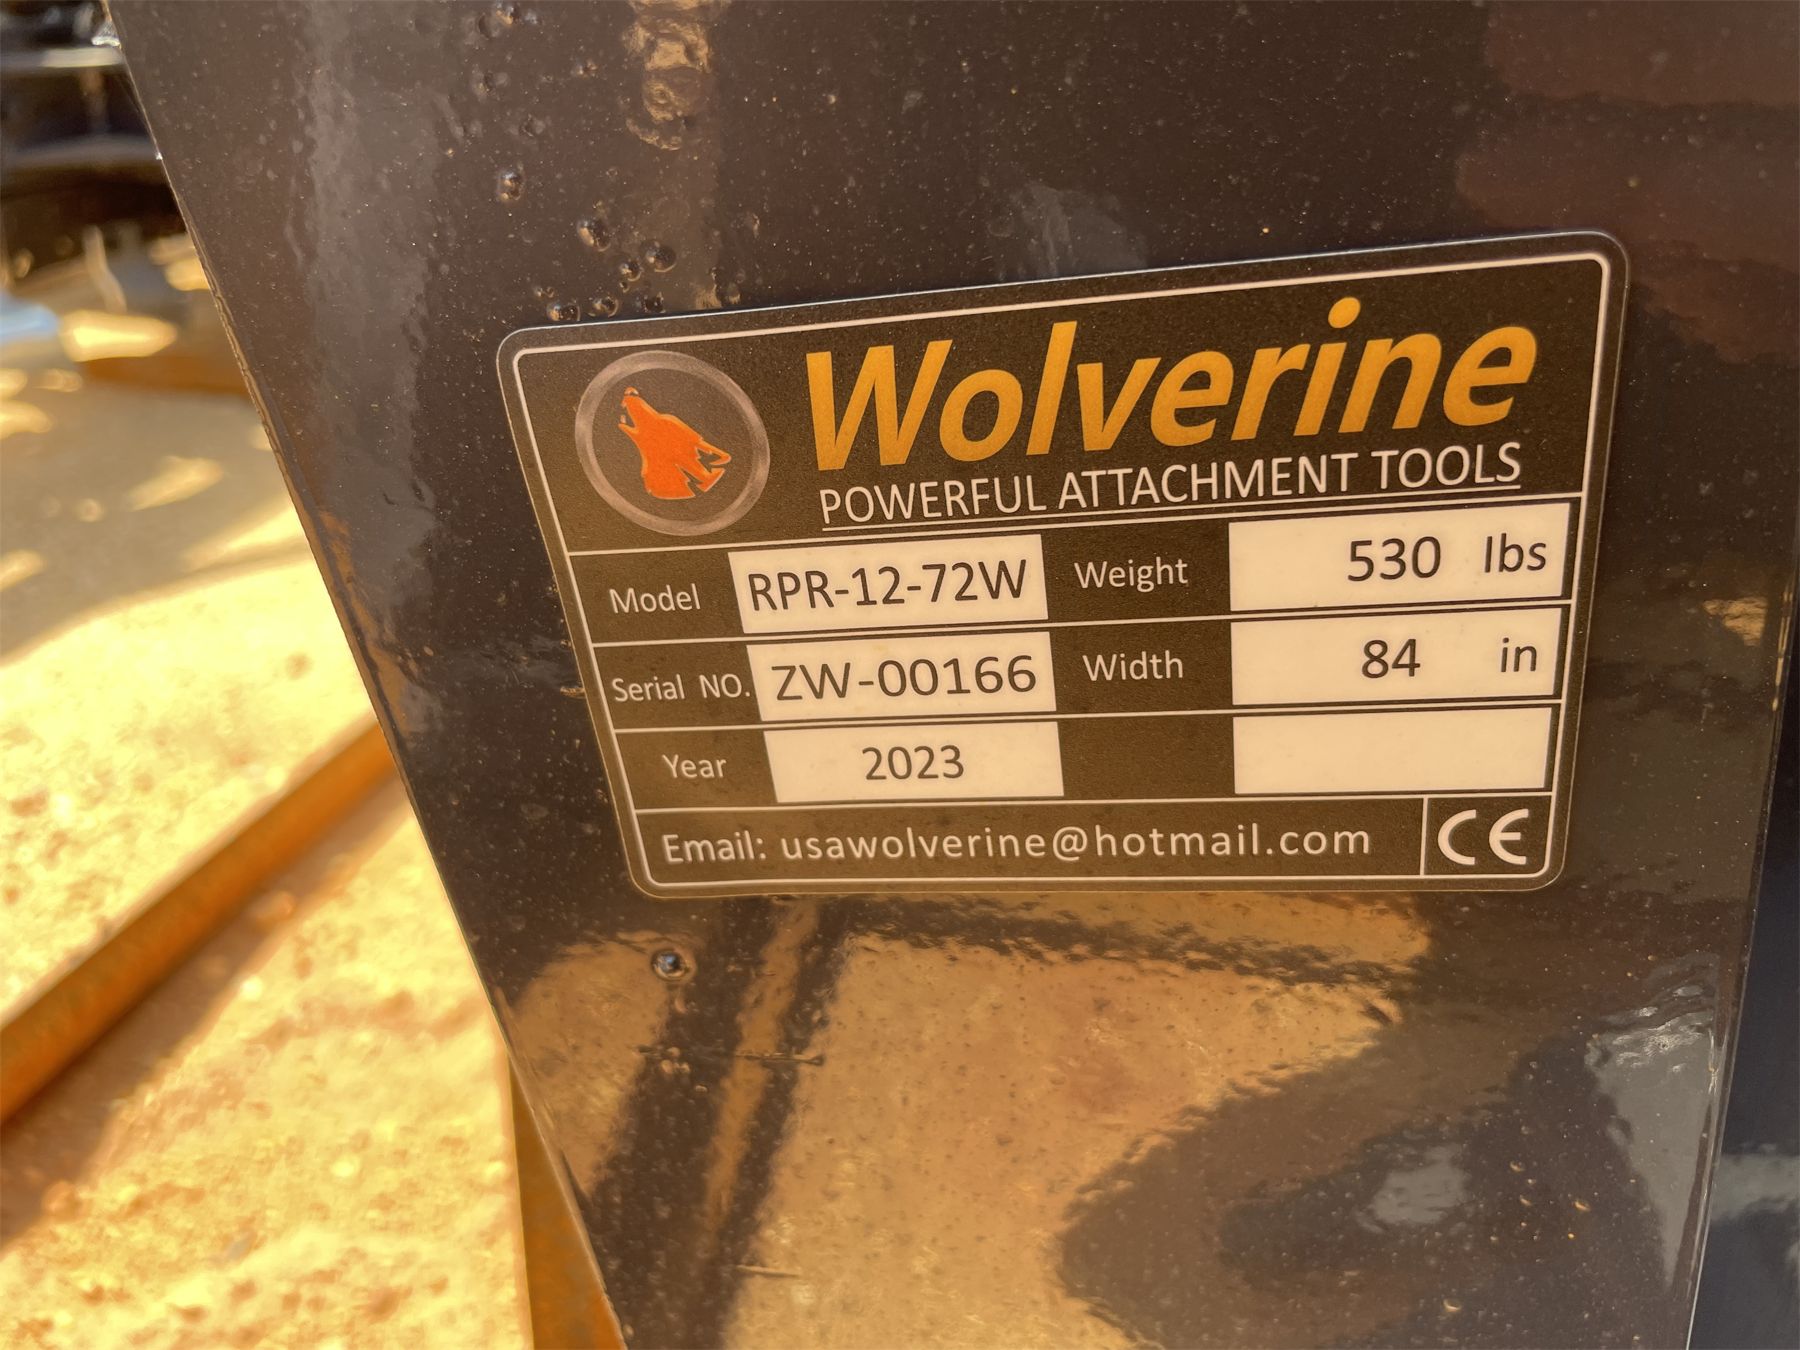 Wolverine
POWERFUL ATTACHMENT TOOLS
Model RPR-12-72W Weight 530 lbs
Serial NO. ZW-00166 Width 84 in
Year 2023
Email: usawolverine@hotmail.com CE